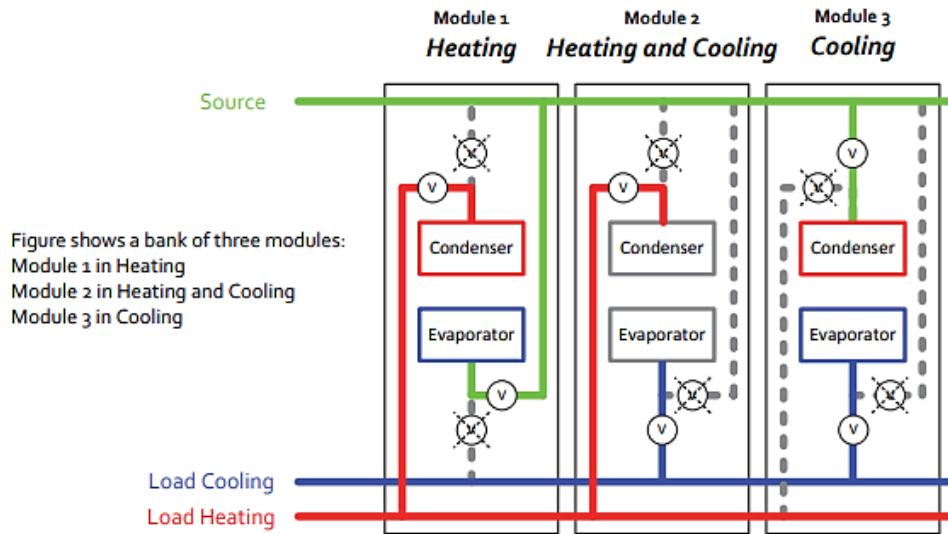 Module 1
Heating
Module 2
Heating and Cooling
Module 3
Cooling
Source
V
V
V
V
V
V
Figure shows a bank of three modules:
Module 1 in Heating
Module 2 in Heating and Cooling
Module 3 in Cooling
Condenser
Condenser
Condenser
Evaporator
Evaporator
Evaporator
V
V
V
V
V
V
Load Cooling
Load Heating